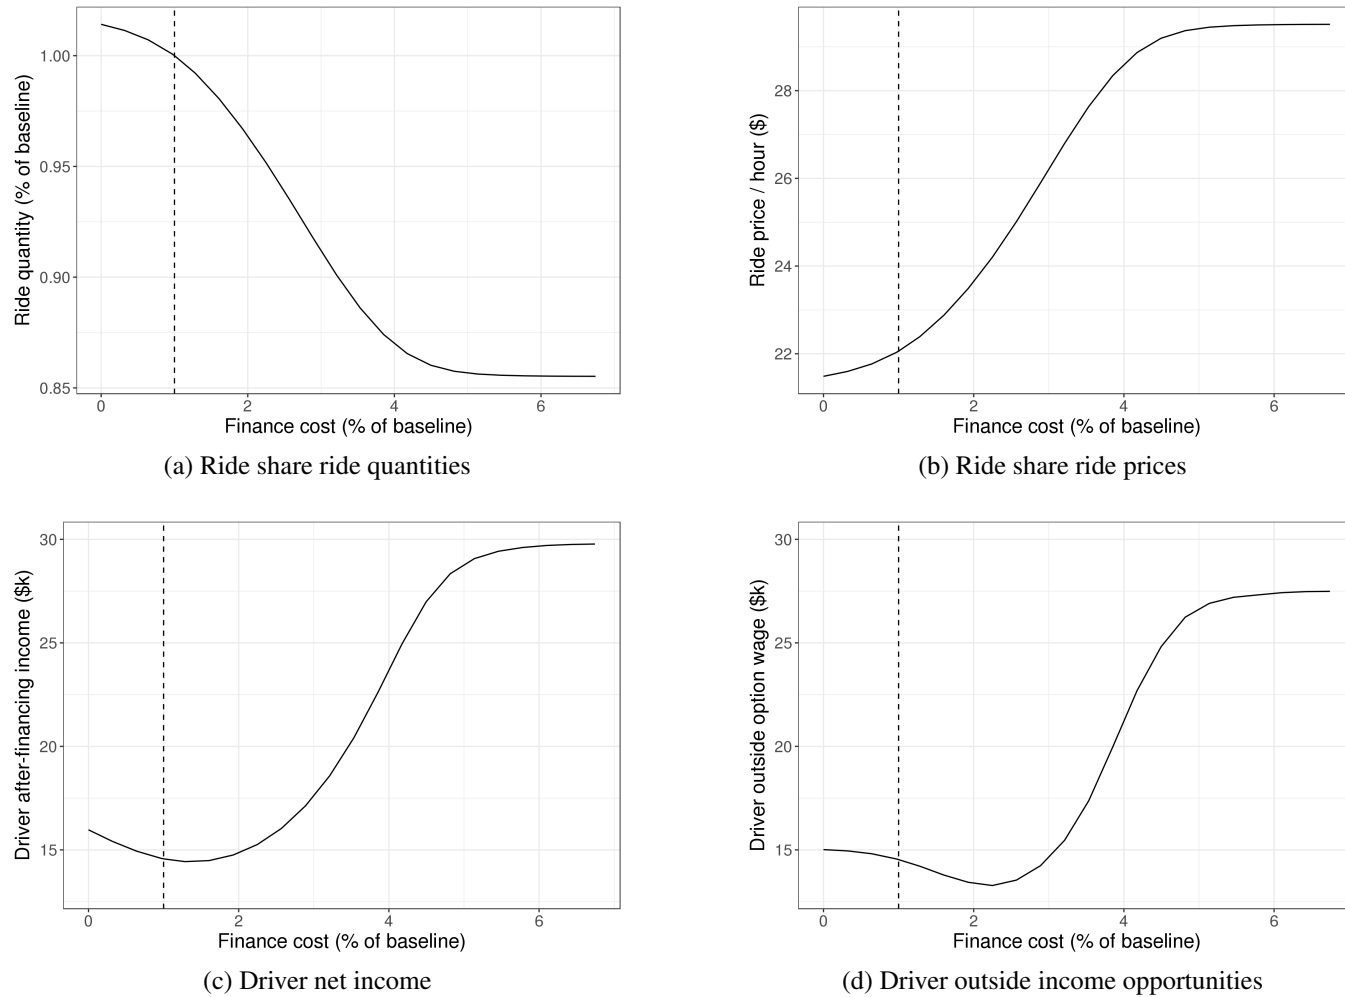 1.00
0.95
0.90
0.85
Ride quantity (% of baseline)
0 2 4 6
Finance cost (% of baseline)
(a) Ride share ride quantities
28
26
24
22
Ride price / hour ($)
0 2 4 6
Finance cost (% of baseline)
(b) Ride share ride prices
30
25
20
15
Driver after-financing income ($k)
0 2 4 6
Finance cost (% of baseline)
(c) Driver net income
30
25
20
15
Driver outside option wage ($k)
0 2 4 6
Finance cost (% of baseline)
(d) Driver outside income opportunities